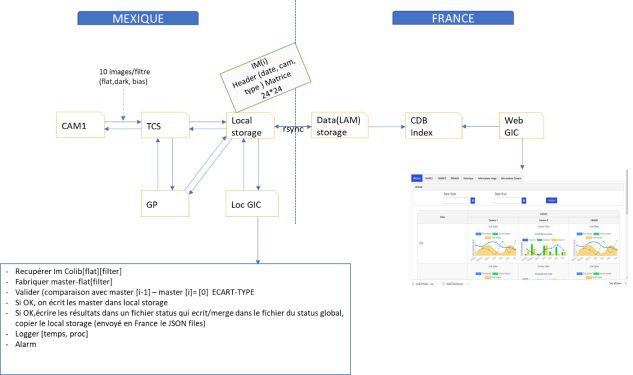 MEXIQUE
FRANCE
10 images/filtre
(flat,dark, bias)
IM(i)
Header (date, cam,
type ) Matrice
24*24
CAM1
TCS
Local
storage
rsync
Data(LAM)
storage
CDB
Index
Web
GIC
GP
Loc GIC
- Recupérer Im Colib[flat][filter]
- Fabriquer master-flat[filter]
- Valider (comparaison avec master [i-1] – master [i]= [0] ECART-TYPE
- Si OK, on écrit les master dans local storage
- Si OK,écrire les résultats dans un fichier status qui ecrit/merge dans le fichier du status global,
copier le local storage (envoyé en France le JSON files)
- Logger [temps, proc]
- Alarm